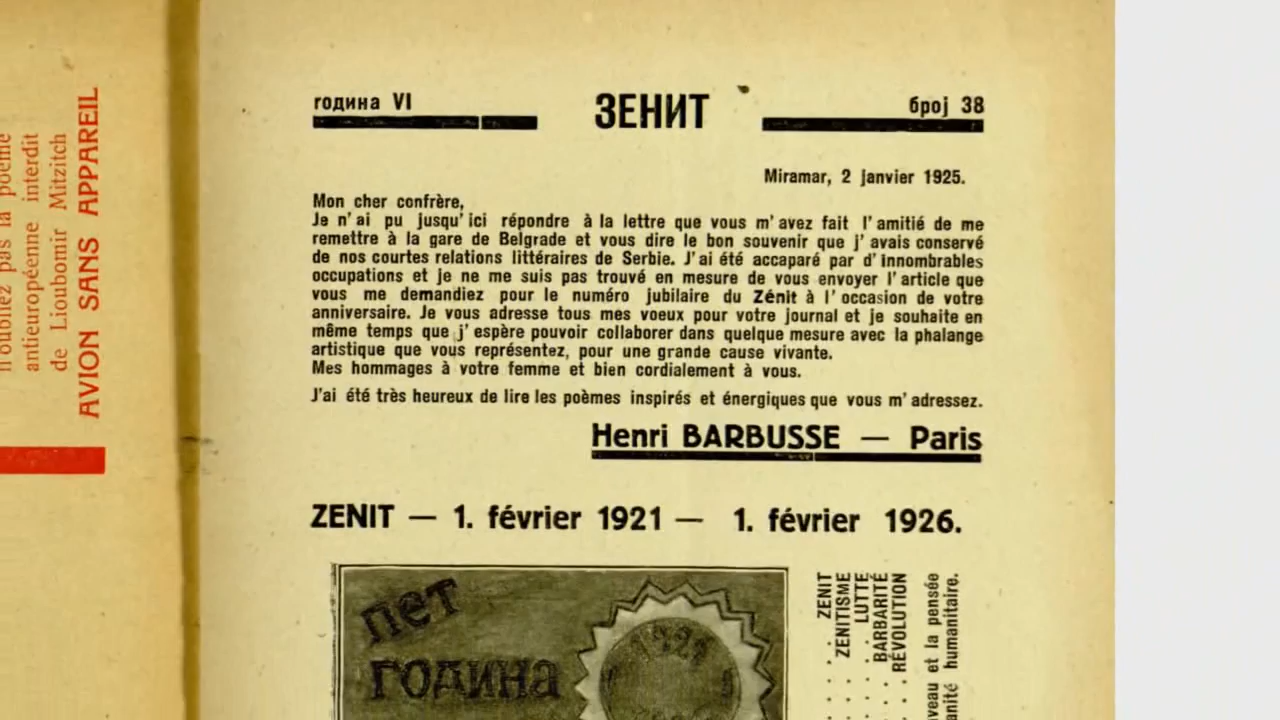 n'oubliez pas la poème
antieuropéenne interdit
de Lioubomir Mitzitch
AVION SANS APPAREIL
година VI
ЗЕНИТ
број 38
Miramar, 2 janvier 1925.
Mon cher confrère,
Je n'ai pu jusqu'ici répondre à la lettre que vous m'avez fait l'amitié de me
remettre à la gare de Belgrade et vous dire le bon souvenir que j'avais conservé
de nos courtes relations littéraires de Serbie. J'ai été accaparé par d'innombrables
occupations et je ne me suis pas trouvé en mesure de vous envoyer l'article que
vous me demandiez pour le numéro jubilaire du Zénit à l'occasion de votre
anniversaire. Je vous adresse tous mes voeux pour votre journal et je souhaite en
même temps que j'espère pouvoir collaborer dans quelque mesure avec la phalange
artistique que vous représentez, pour une grande cause vivante.
Mes hommages à votre femme et bien cordialement à vous.
J'ai été très heureux de lire les poèmes inspirés et énergiques que vous m'adressez.
Henri BARBUSSE — Paris
ZENIT — 1. février 1921 — 1. février 1926.
пет
година
1921
ZENIT
ZENITISME
LUTTE
BARBARITÉ
RÉVOLUTION
et la pensée
humanitaire.